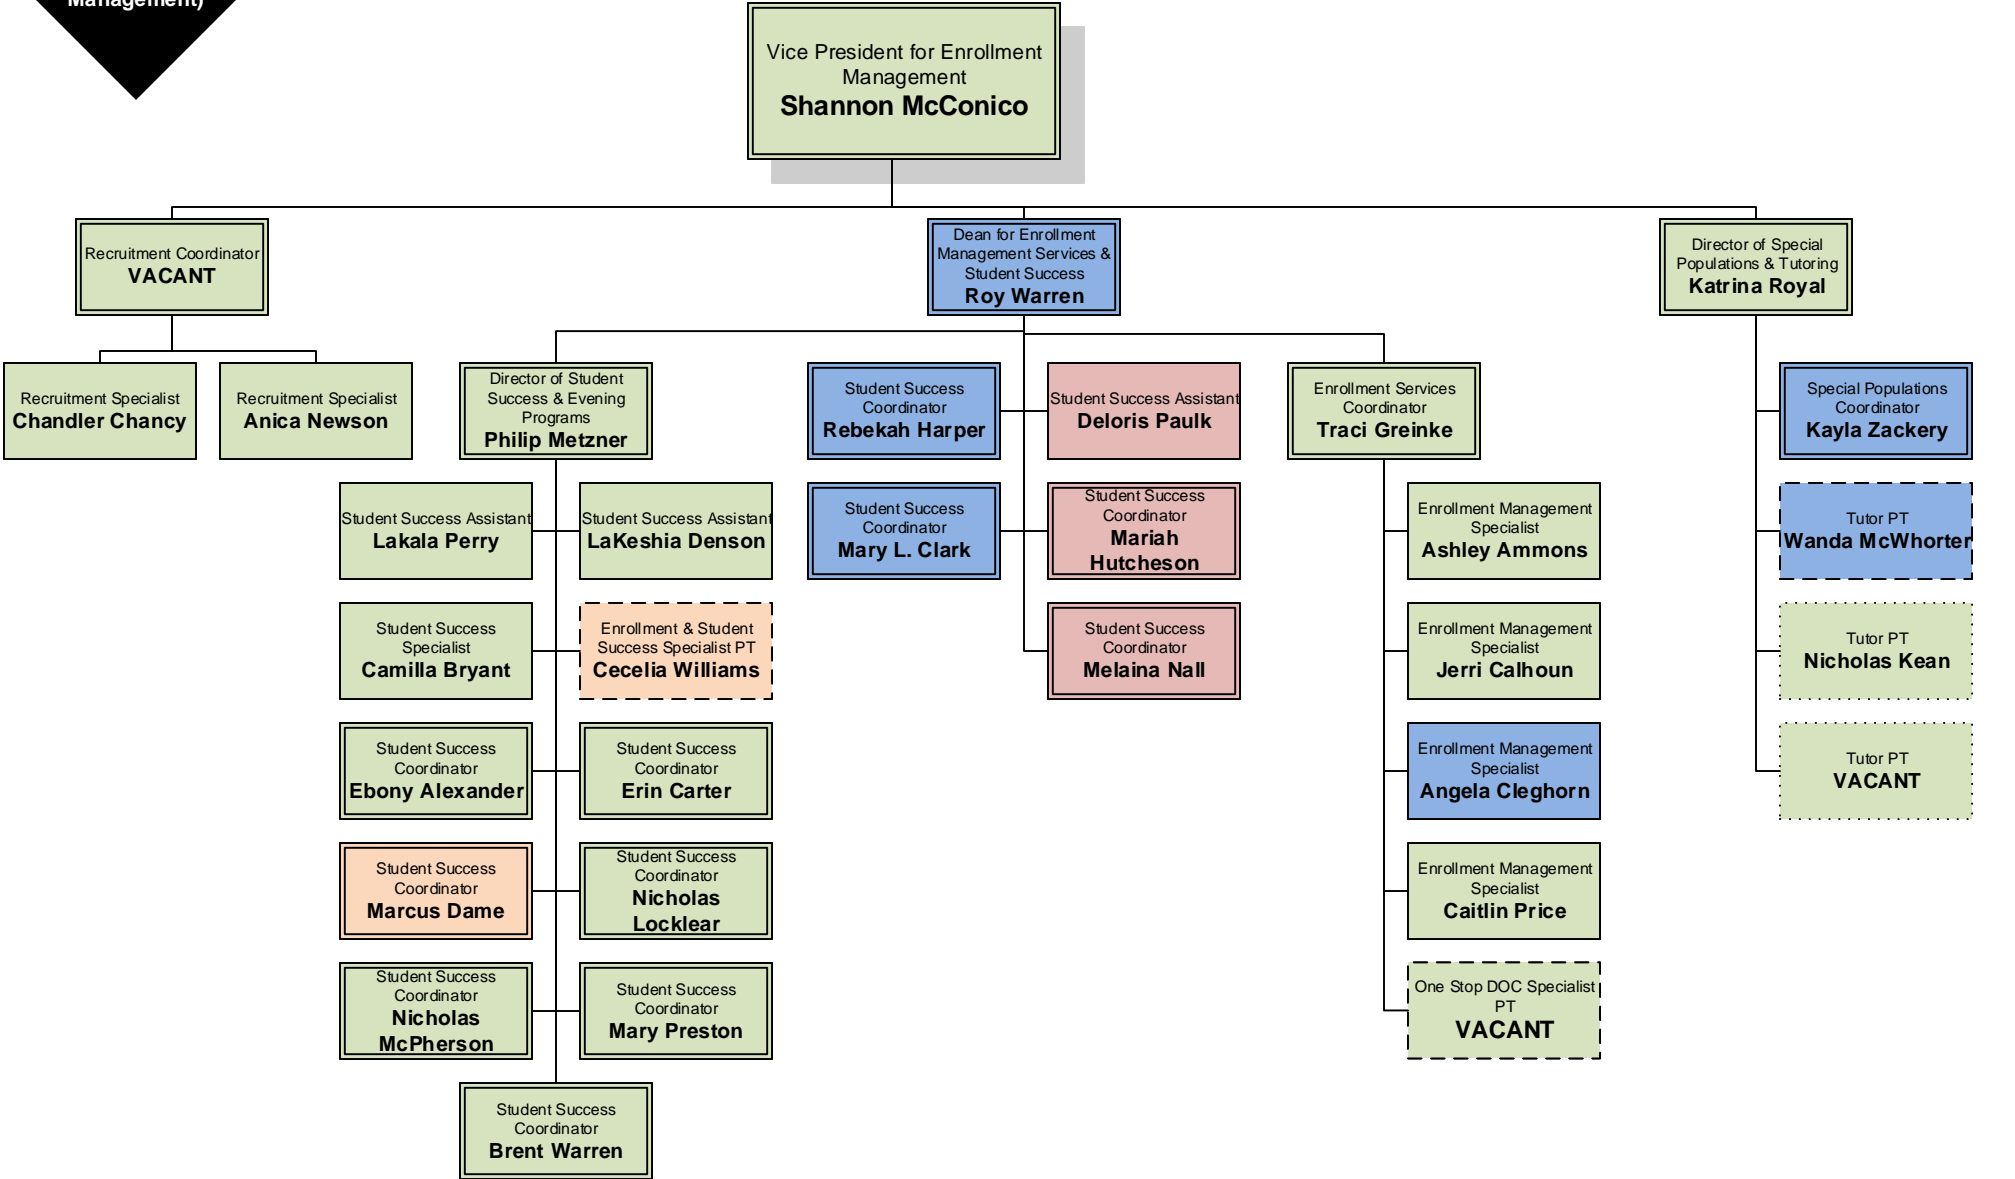 Management)
Vice President for Enrollment
Management
Shannon McConico
Recruitment Coordinator
VACANT
Dean for Enrollment
Management Services &
Student Success
Roy Warren
Director of Special
Populations & Tutoring
Katrina Royal
Recruitment Specialist
Chandler Chancy
Recruitment Specialist
Anica Newson
Director of Student
Success & Evening
Programs
Philip Metzner
Student Success
Coordinator
Rebekah Harper
Student Success Assistant
Deloris Paulk
Enrollment Services
Coordinator
Traci Greinke
Special Populations
Coordinator
Kayla Zackery
Student Success Assistant
Lakala Perry
Student Success Assistant
LaKeshia Denson
Student Success
Coordinator
Mary L. Clark
Student Success
Coordinator
Mariah
Hutcheson
Enrollment Management
Specialist
Ashley Ammons
Tutor PT
Wanda McWhorter
Student Success
Specialist
Camilla Bryant
Enrollment & Student
Success Specialist PT
Cecelia Williams
Student Success
Coordinator
Melaina Nall
Enrollment Management
Specialist
Jerri Calhoun
Tutor PT
Nicholas Kean
Student Success
Coordinator
Ebony Alexander
Student Success
Coordinator
Erin Carter
Enrollment Management
Specialist
Angela Cleghorn
Tutor PT
VACANT
Student Success
Coordinator
Marcus Dame
Student Success
Coordinator
Nicholas
Locklear
Enrollment Management
Specialist
Caitlin Price
Student Success
Coordinator
Nicholas
McPherson
Student Success
Coordinator
Mary Preston
One Stop DOC Specialist
PT
VACANT
Student Success
Coordinator
Brent Warren